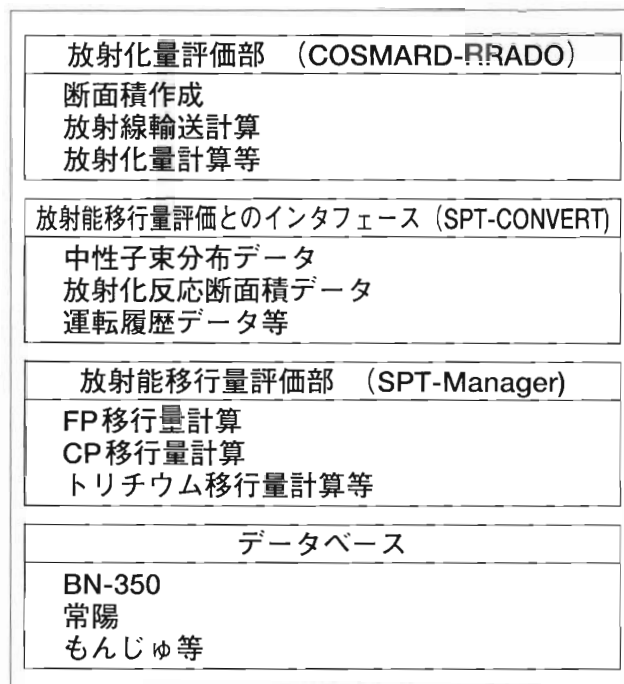 放射化量評価部 （COSMARD-RRADO）
断面積作成
放射線輸送計算
放射化量計算等
放射能移行量評価とのインタフェース（SPT-CONVERT）
中性子束分布データ
放射化反応断面積データ
運転履歴データ等
放射能移行量評価部 （SPT-Manager)
FP移行量計算
CP移行量計算
トリチウム移行量計算等
データベース
BN-350
常陽
もんじゅ等